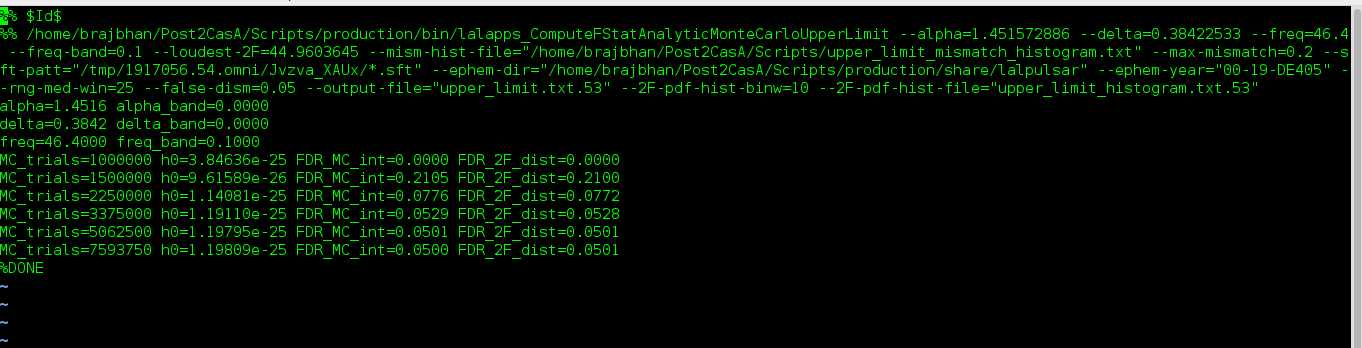 %% $Id$
%% /home/brajbhan/Post2CasA/Scripts/production/bin/lalapps_ComputeFStatAnalyticMonteCarloUpperLimit --alpha=1.451572886 --delta=0.38422533 --freq=46.4
 --freq-band=0.1 --loudest-2F=44.9603645 --mism-hist-file="/home/brajbhan/Post2CasA/Scripts/upper_limit_mismatch_histogram.txt" --max-mismatch=0.2 --s
ft-patt="/tmp/1917056.54.omni/Jvzva_XAUx/*.sft" --ephem-dir="/home/brajbhan/Post2CasA/Scripts/production/share/lalpulsar" --ephem-year="00-19-DE405" -
-rng-med-win=25 --false-dism=0.05 --output-file="upper_limit.txt.53" --2F-pdf-hist-binw=10 --2F-pdf-hist-file="upper_limit_histogram.txt.53"
alpha=1.4516 alpha_band=0.0000
delta=0.3842 delta_band=0.0000
freq=46.4000 freq_band=0.1000
MC_trials=1000000 h0=3.84636e-25 FDR_MC_int=0.0000 FDR_2F_dist=0.0000
MC_trials=1500000 h0=9.61589e-26 FDR_MC_int=0.2105 FDR_2F_dist=0.2100
MC_trials=2250000 h0=1.14081e-25 FDR_MC_int=0.0776 FDR_2F_dist=0.0772
MC_trials=3375000 h0=1.19110e-25 FDR_MC_int=0.0529 FDR_2F_dist=0.0528
MC_trials=5062500 h0=1.19795e-25 FDR_MC_int=0.0501 FDR_2F_dist=0.0501
MC_trials=7593750 h0=1.19809e-25 FDR_MC_int=0.0500 FDR_2F_dist=0.0501
%DONE
~
~
~
~